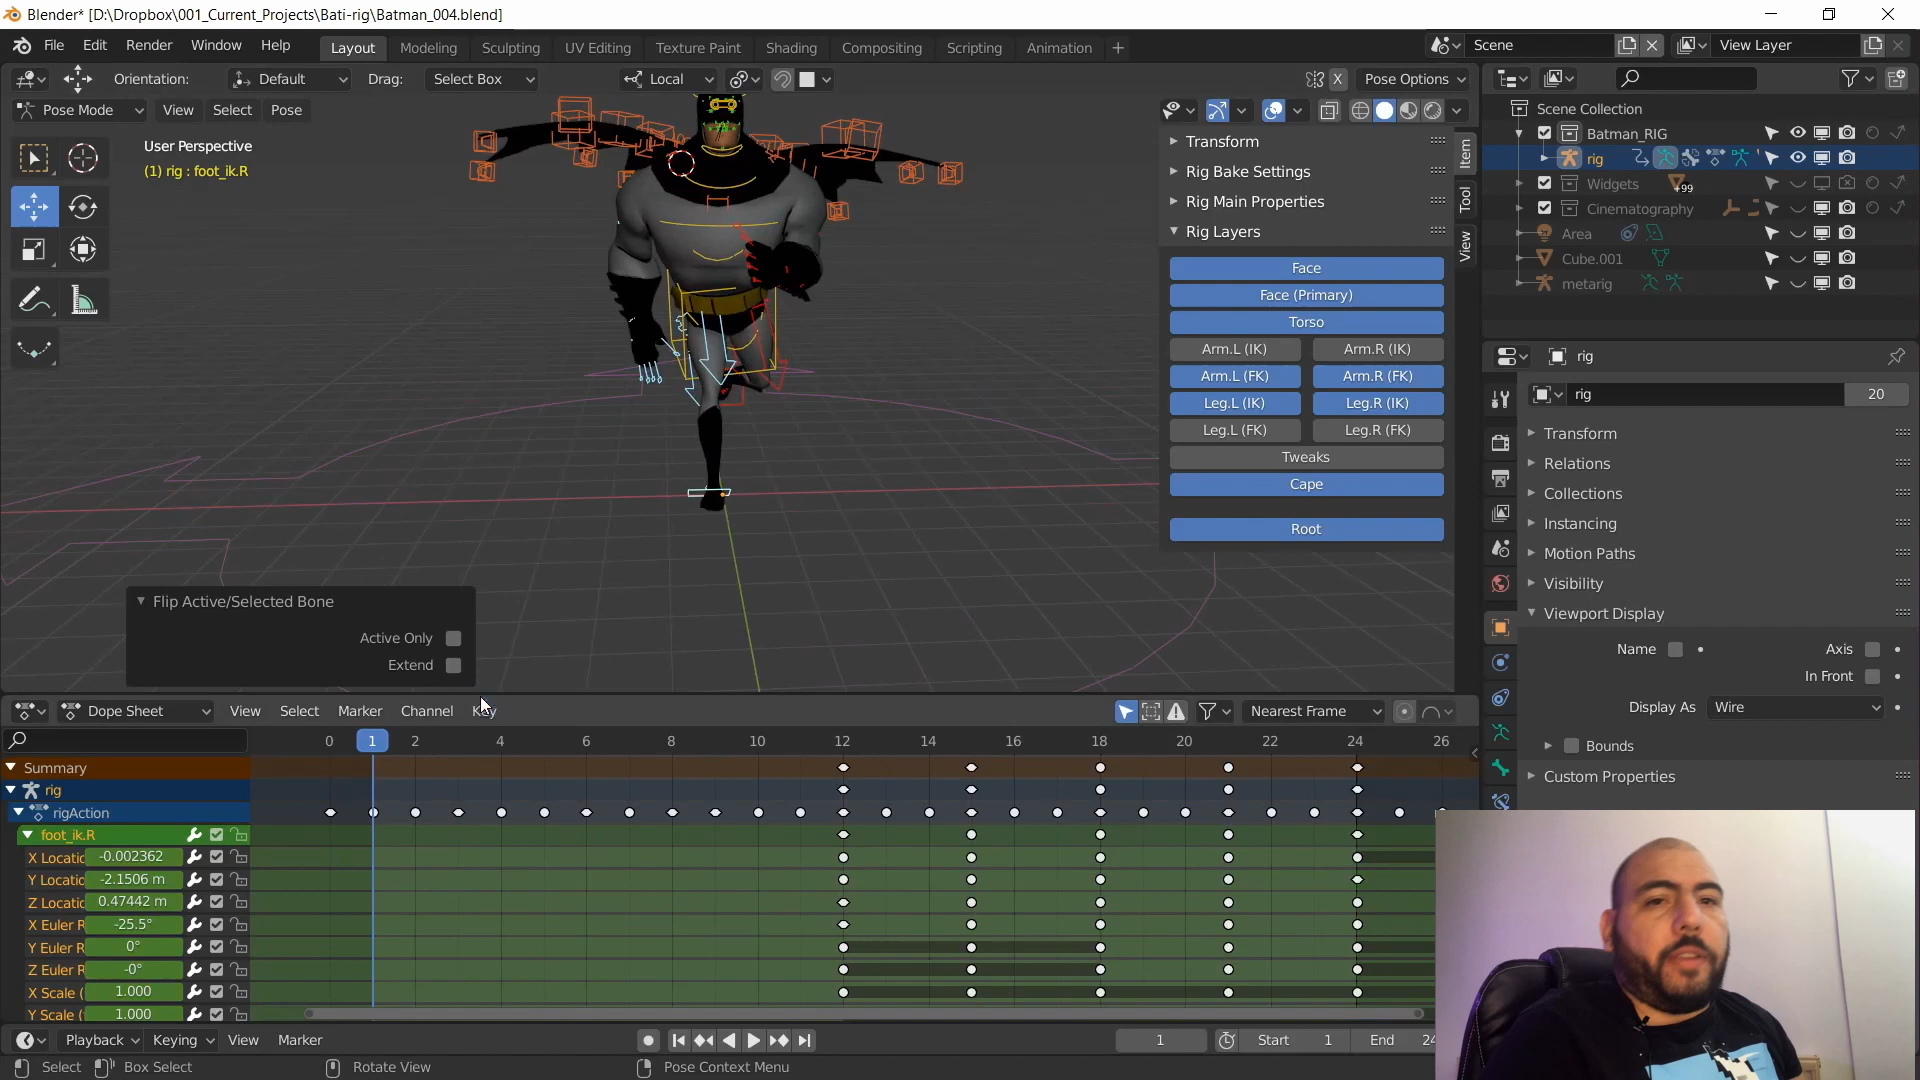 Blender* [D:\Dropbox\001_Current_Projects\Bati-rig\Batman_004.blend]
File Edit Render Window Help Layout Modeling Sculpting UV Editing Texture Paint Shading Compositing Scripting Animation + Scene View Layer
Orientation: Default Drag: Select Box Local X Pose Options
Pose Mode View Select Pose
User Perspective
(1) rig : foot_ik.R
Transform
Rig Bake Settings
Rig Main Properties
Rig Layers
Face
Face (Primary)
Torso
Arm.L (IK) Arm.R (IK)
Arm.L (FK) Arm.R (FK)
Leg.L (IK) Leg.R (IK)
Leg.L (FK) Leg.R (FK)
Tweaks
Cape
Root
Item
Tool
View
Scene Collection
Batman_RIG
rig
Widgets +99
Cinematography
Area
Cube.001
metarig
rig
rig 20
Transform
Relations
Collections
Instancing
Motion Paths
Visibility
Viewport Display
Name Axis
In Front
Display As Wire
Bounds
Custom Properties
Flip Active/Selected Bone
Active Only
Extend
Dope Sheet View Select Marker Channel Key Nearest Frame
0 1 2 4 6 8 10 12 14 16 18 20 22 24 26
Summary
rig
rigAction
foot_ik.R
X Locatic -0.002362
Y Locatic -2.1506 m
Z Locatic 0.47442 m
X Euler R -25.5°
Y Euler R 0°
Z Euler R -0°
X Scale ( 1.000
Y Scale ( 1.000
Playback Keying View Marker 1 Start 1 End 24
Select Box Select Rotate View Pose Context Menu